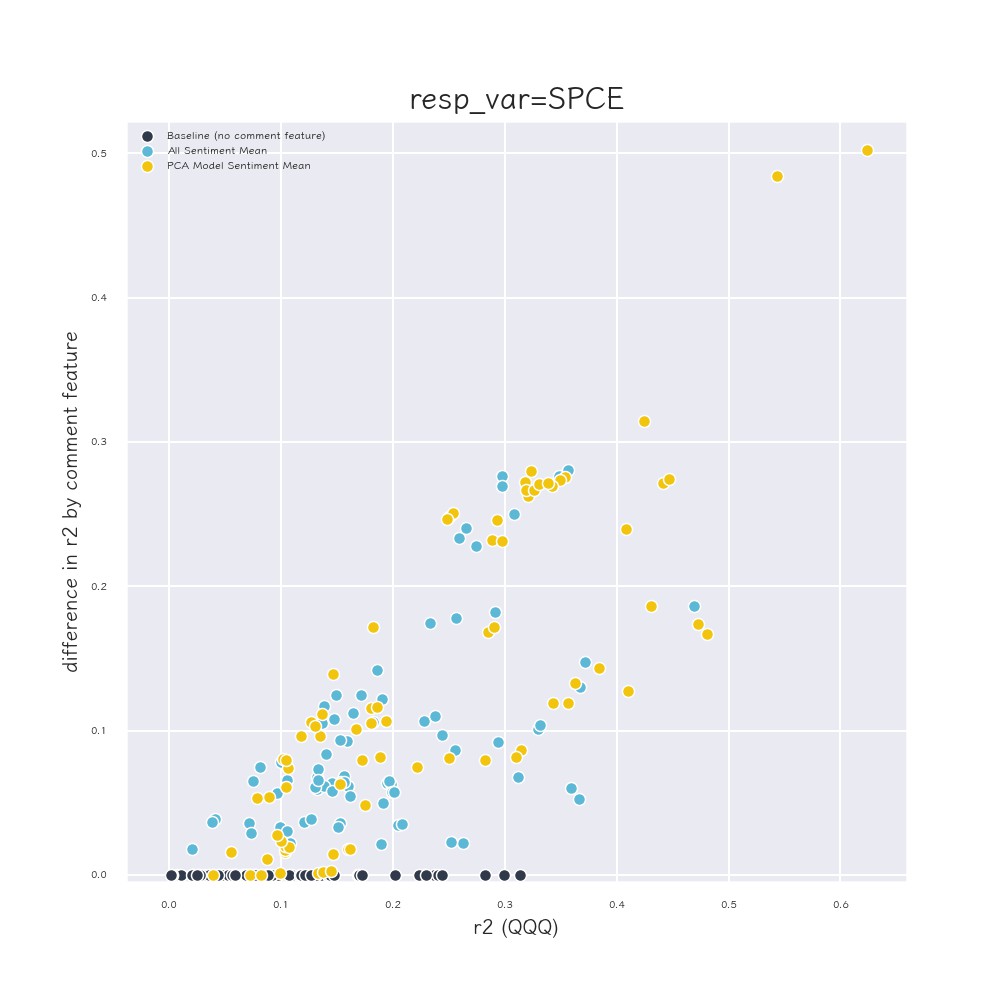 resp_var=SPCE
Baseline (no comment feature)
All Sentiment Mean
PCA Model Sentiment Mean
difference in r2 by comment feature
0.5
0.4
0.3
0.2
0.1
0.0
0.0 0.1 0.2 0.3 0.4 0.5 0.6
r2 (QQQ)